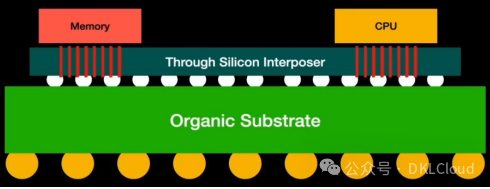 Memory
CPU
Through Silicon Interposer
Organic Substrate
公众号 · DKLCloud